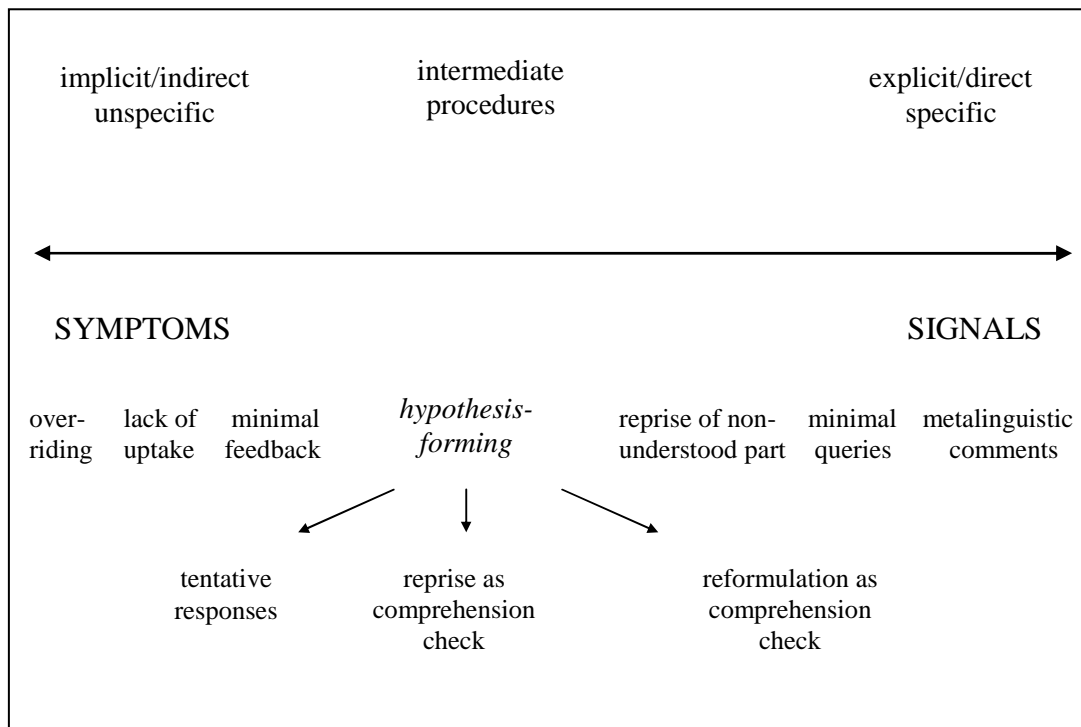 implicit/indirect
unspecific
intermediate
procedures
explicit/direct
specific
SYMPTOMS
SIGNALS
over-
riding
lack of
uptake
minimal
feedback
hypothesis-
forming
reprise of non-
understood part
minimal
queries
metalinguistic
comments
tentative
responses
reprise as
comprehension
check
reformulation as
comprehension
check